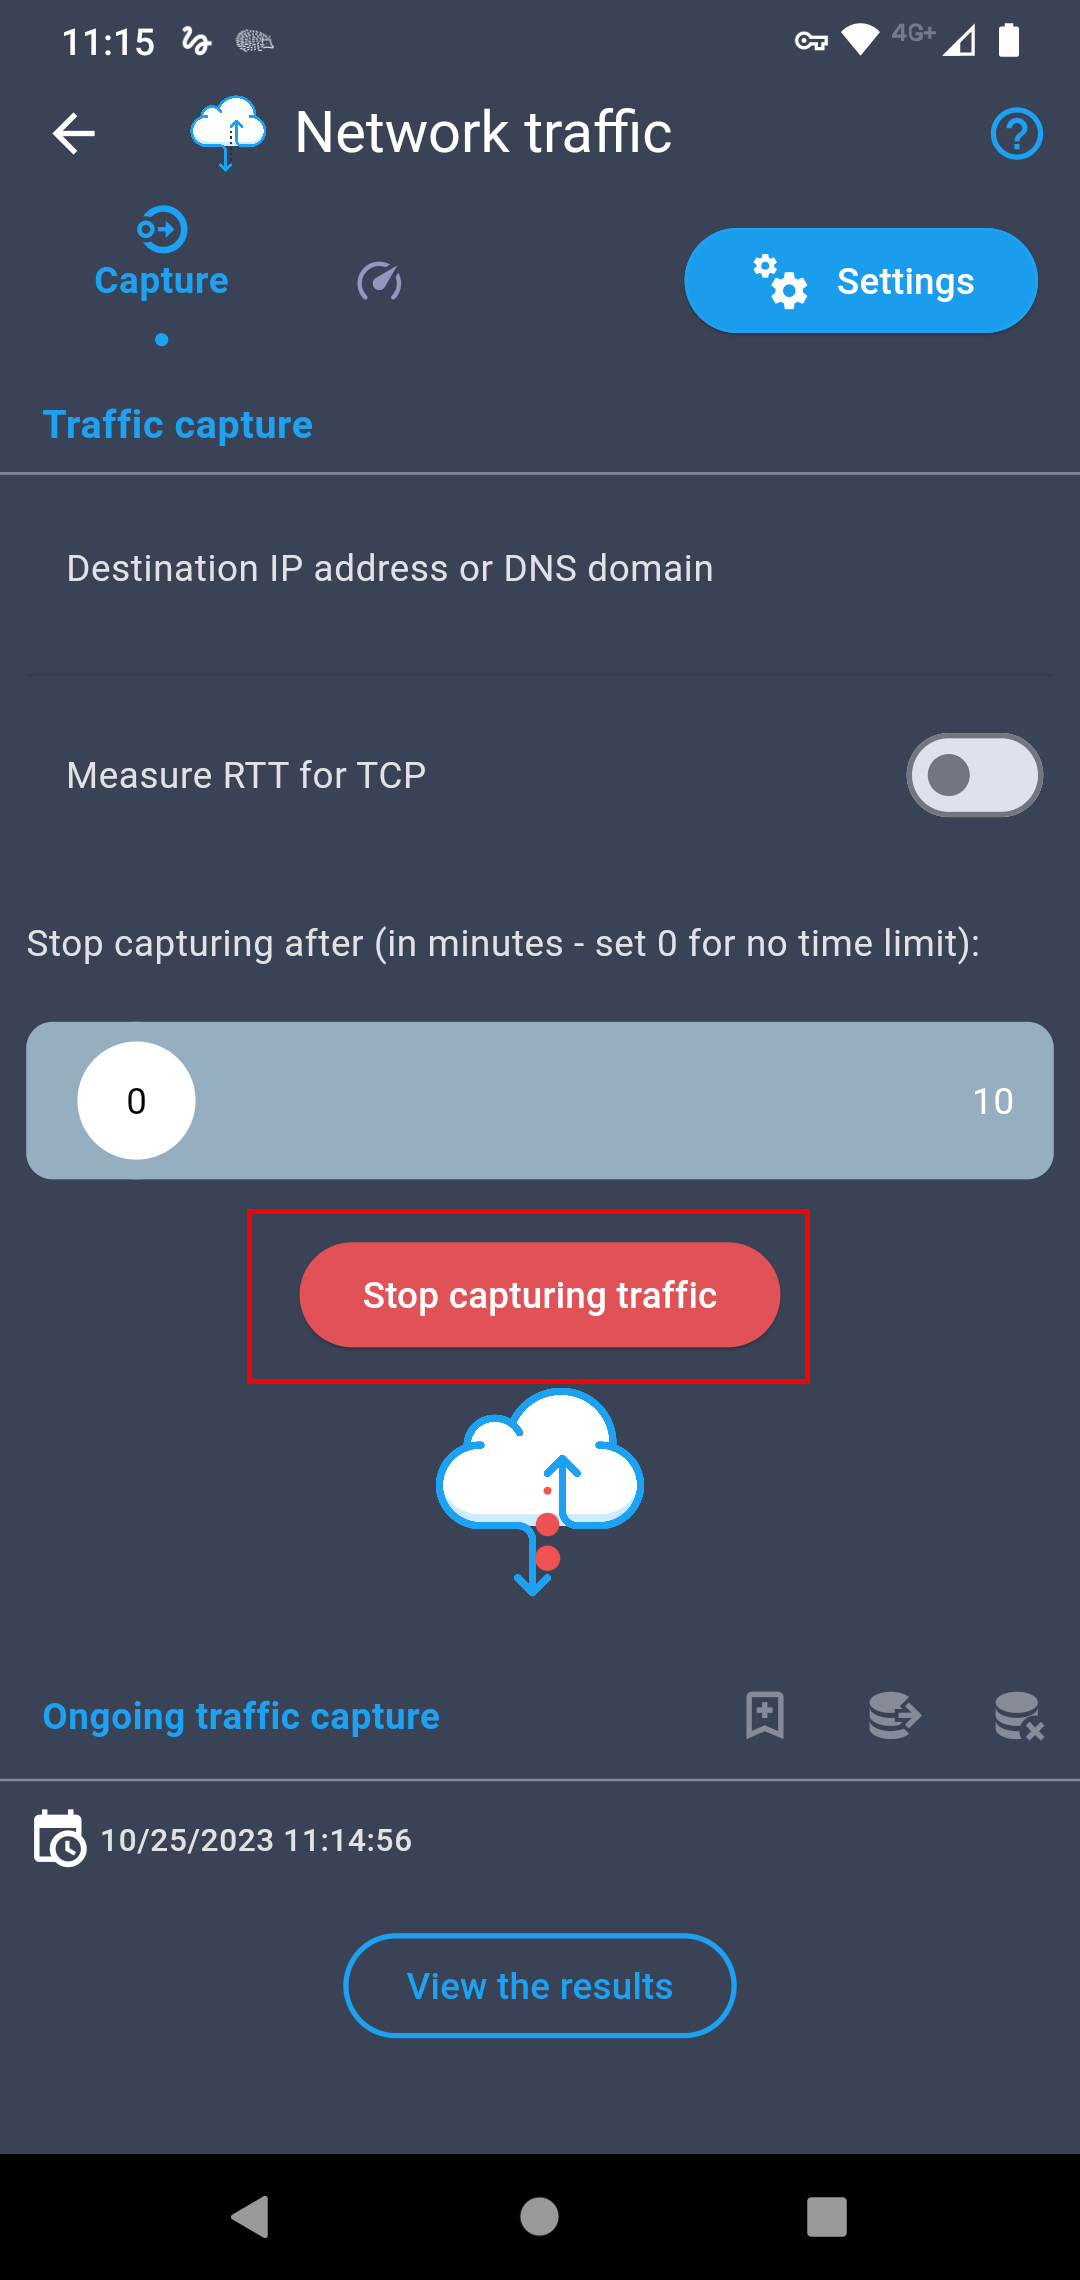 11:15 4G+
Network traffic
Capture
Settings
Traffic capture
Destination IP address or DNS domain
Measure RTT for TCP
Stop capturing after (in minutes - set 0 for no time limit):
0 10
Stop capturing traffic
Ongoing traffic capture
10/25/2023 11:14:56
View the results